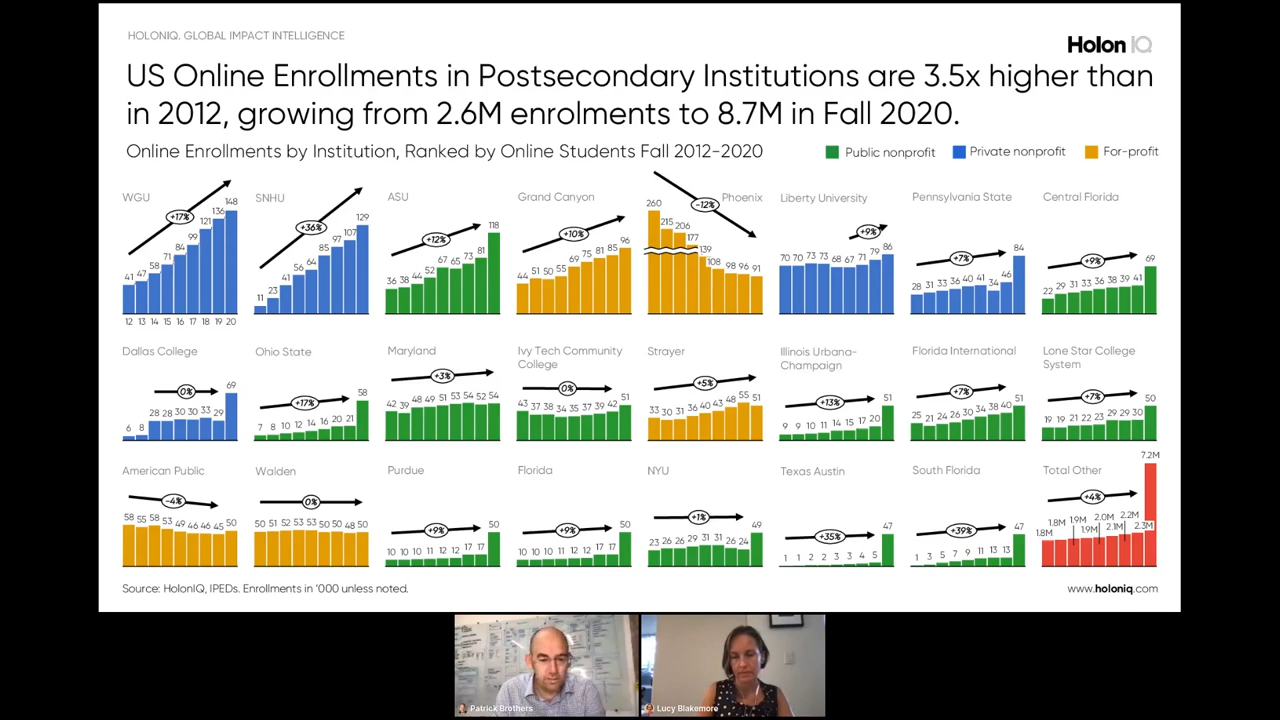 HOLONIQ. GLOBAL IMPACT INTELLIGENCE
Holon IQ
US Online Enrollments in Postsecondary Institutions are 3.5x higher than
in 2012, growing from 2.6M enrolments to 8.7M in Fall 2020.
Online Enrollments by Institution, Ranked by Online Students Fall 2012-2020
Public nonprofit Private nonprofit For-profit
WGU
+17%
41 47 58 71 84 99 121 136 148
12 13 14 15 16 17 18 19 20
SNHU
+36%
11 23 41 56 64 85 97 107 129
ASU
+12%
36 38 44 52 67 65 73 81 118
Grand Canyon
+10%
44 51 50 55 69 75 81 85 96
Phoenix
-12%
260 215 206 177 139 108 98 96 91
Liberty University
+9%
70 70 73 73 68 67 71 79 86
Pennsylvania State
+7%
28 31 33 36 40 41 34 46 84
Central Florida
+9%
22 29 31 33 36 38 39 41 69
Dallas College
0%
6 8 28 28 30 30 33 29 69
Ohio State
+17%
7 8 10 12 14 16 20 21 58
Maryland
+3%
42 39 48 49 51 53 54 52 54
Ivy Tech Community
College
0%
43 37 38 34 35 37 39 42 51
Strayer
+5%
33 30 31 36 40 43 48 55 51
Illinois Urbana-
Champaign
+13%
9 9 10 11 14 15 17 20 51
Florida International
+7%
25 21 24 26 30 34 38 40 51
Lone Star College
System
+7%
19 19 21 22 23 29 29 30 50
American Public
-4%
58 55 58 53 49 46 46 45 50
Walden
0%
50 51 52 53 53 50 50 48 50
Purdue
+9%
10 10 10 11 12 12 17 17 50
Florida
+9%
10 10 10 11 12 12 17 17 50
NYU
+1%
23 26 26 29 31 31 26 24 49
Texas Austin
+35%
1 1 2 2 3 3 4 5 47
South Florida
+39%
1 3 5 7 9 11 13 13 47
Total Other
+4%
1.8M 1.8M 1.9M 1.9M 2.0M 2.1M 2.2M 2.3M 7.2M
Source: HolonIQ, IPEDs. Enrollments in '000 unless noted.
www.holoniq.com
Patrick Brothers
Lucy Blakemore